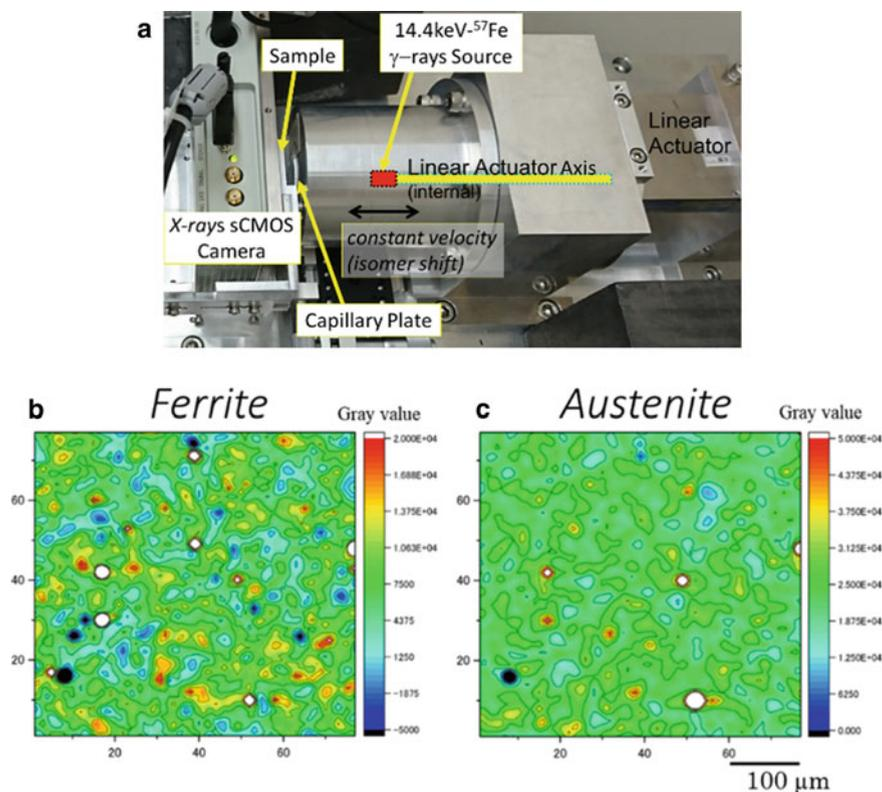 a
Sample
14.4keV-⁵⁷Fe
γ–rays Source
Linear
Actuator
Linear Actuator Axis
(internal)
X-rays sCMOS
Camera
constant velocity
(isomer shift)
Capillary Plate
b
Ferrite
Gray value
2.000E+04
1.688E+04
1.375E+04
1.063E+04
7500
4375
1250
-1875
-5000
60
40
20
20
40
60
c
Austenite
Gray value
5.000E+04
4.375E+04
3.750E+04
3.125E+04
2.500E+04
1.875E+04
1.250E+04
6250
0.000
60
40
20
20
40
60
100 μm